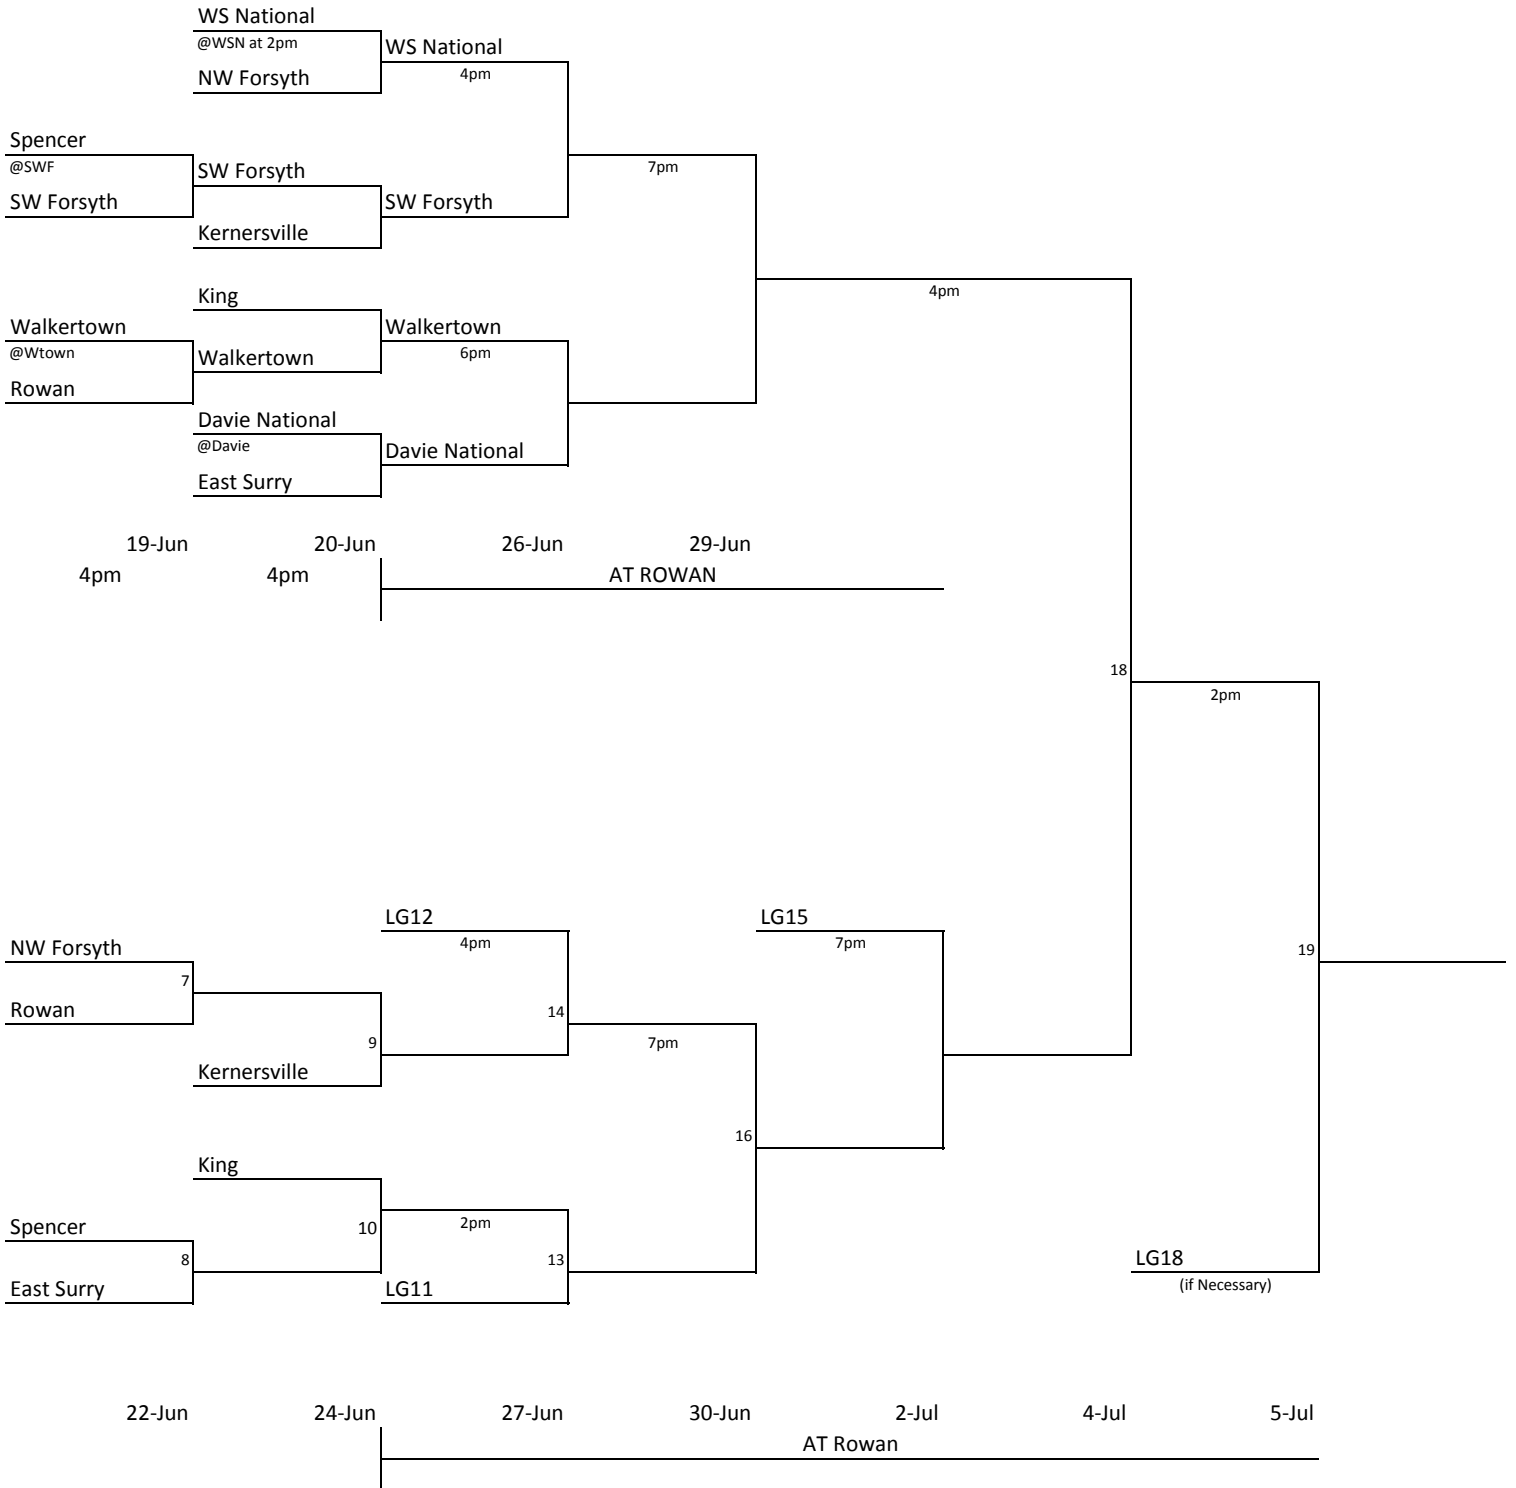 WS National
@WSN at 2pm
WS National
NW Forsyth
4pm
Spencer
@SWF
SW Forsyth
7pm
SW Forsyth
SW Forsyth
Kernersville
King
4pm
Walkertown
Walkertown
@Wtown
Walkertown
6pm
Rowan
Davie National
@Davie
Davie National
East Surry
19-Jun 20-Jun 26-Jun 29-Jun
4pm 4pm AT ROWAN
18
2pm
LG12 LG15
NW Forsyth
4pm 7pm
19
7
Rowan
14
9
7pm
Kernersville
16
King
Spencer
10
2pm
8
13
LG18
East Surry
LG11
(if Necessary)
22-Jun 24-Jun 27-Jun 30-Jun 2-Jul 4-Jul 5-Jul
AT Rowan